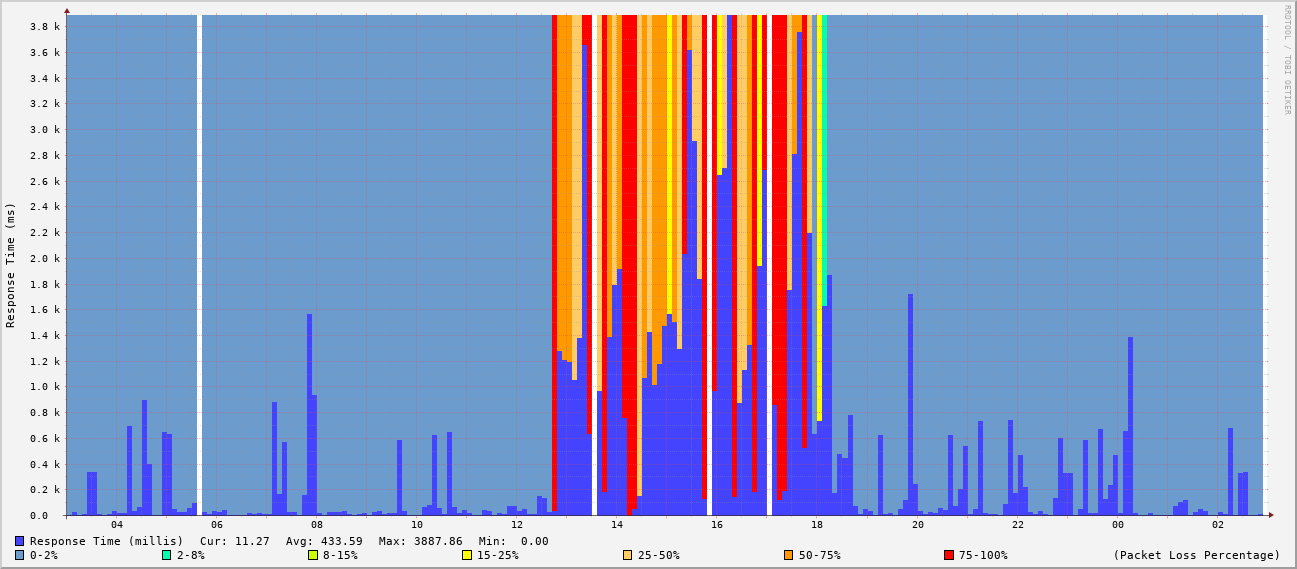 RRDTOOL / TOBI OETIKER
Response Time (ms)
3.8 k
3.6 k
3.4 k
3.2 k
3.0 k
2.8 k
2.6 k
2.4 k
2.2 k
2.0 k
1.8 k
1.6 k
1.4 k
1.2 k
1.0 k
0.8 k
0.6 k
0.4 k
0.2 k
0.0
04 06 08 10 12 14 16 18 20 22 00 02
Response Time (millis) Cur: 11.27 Avg: 433.59 Max: 3887.86 Min: 0.00
0-2% 2-8% 8-15% 15-25% 25-50% 50-75% 75-100% (Packet Loss Percentage)